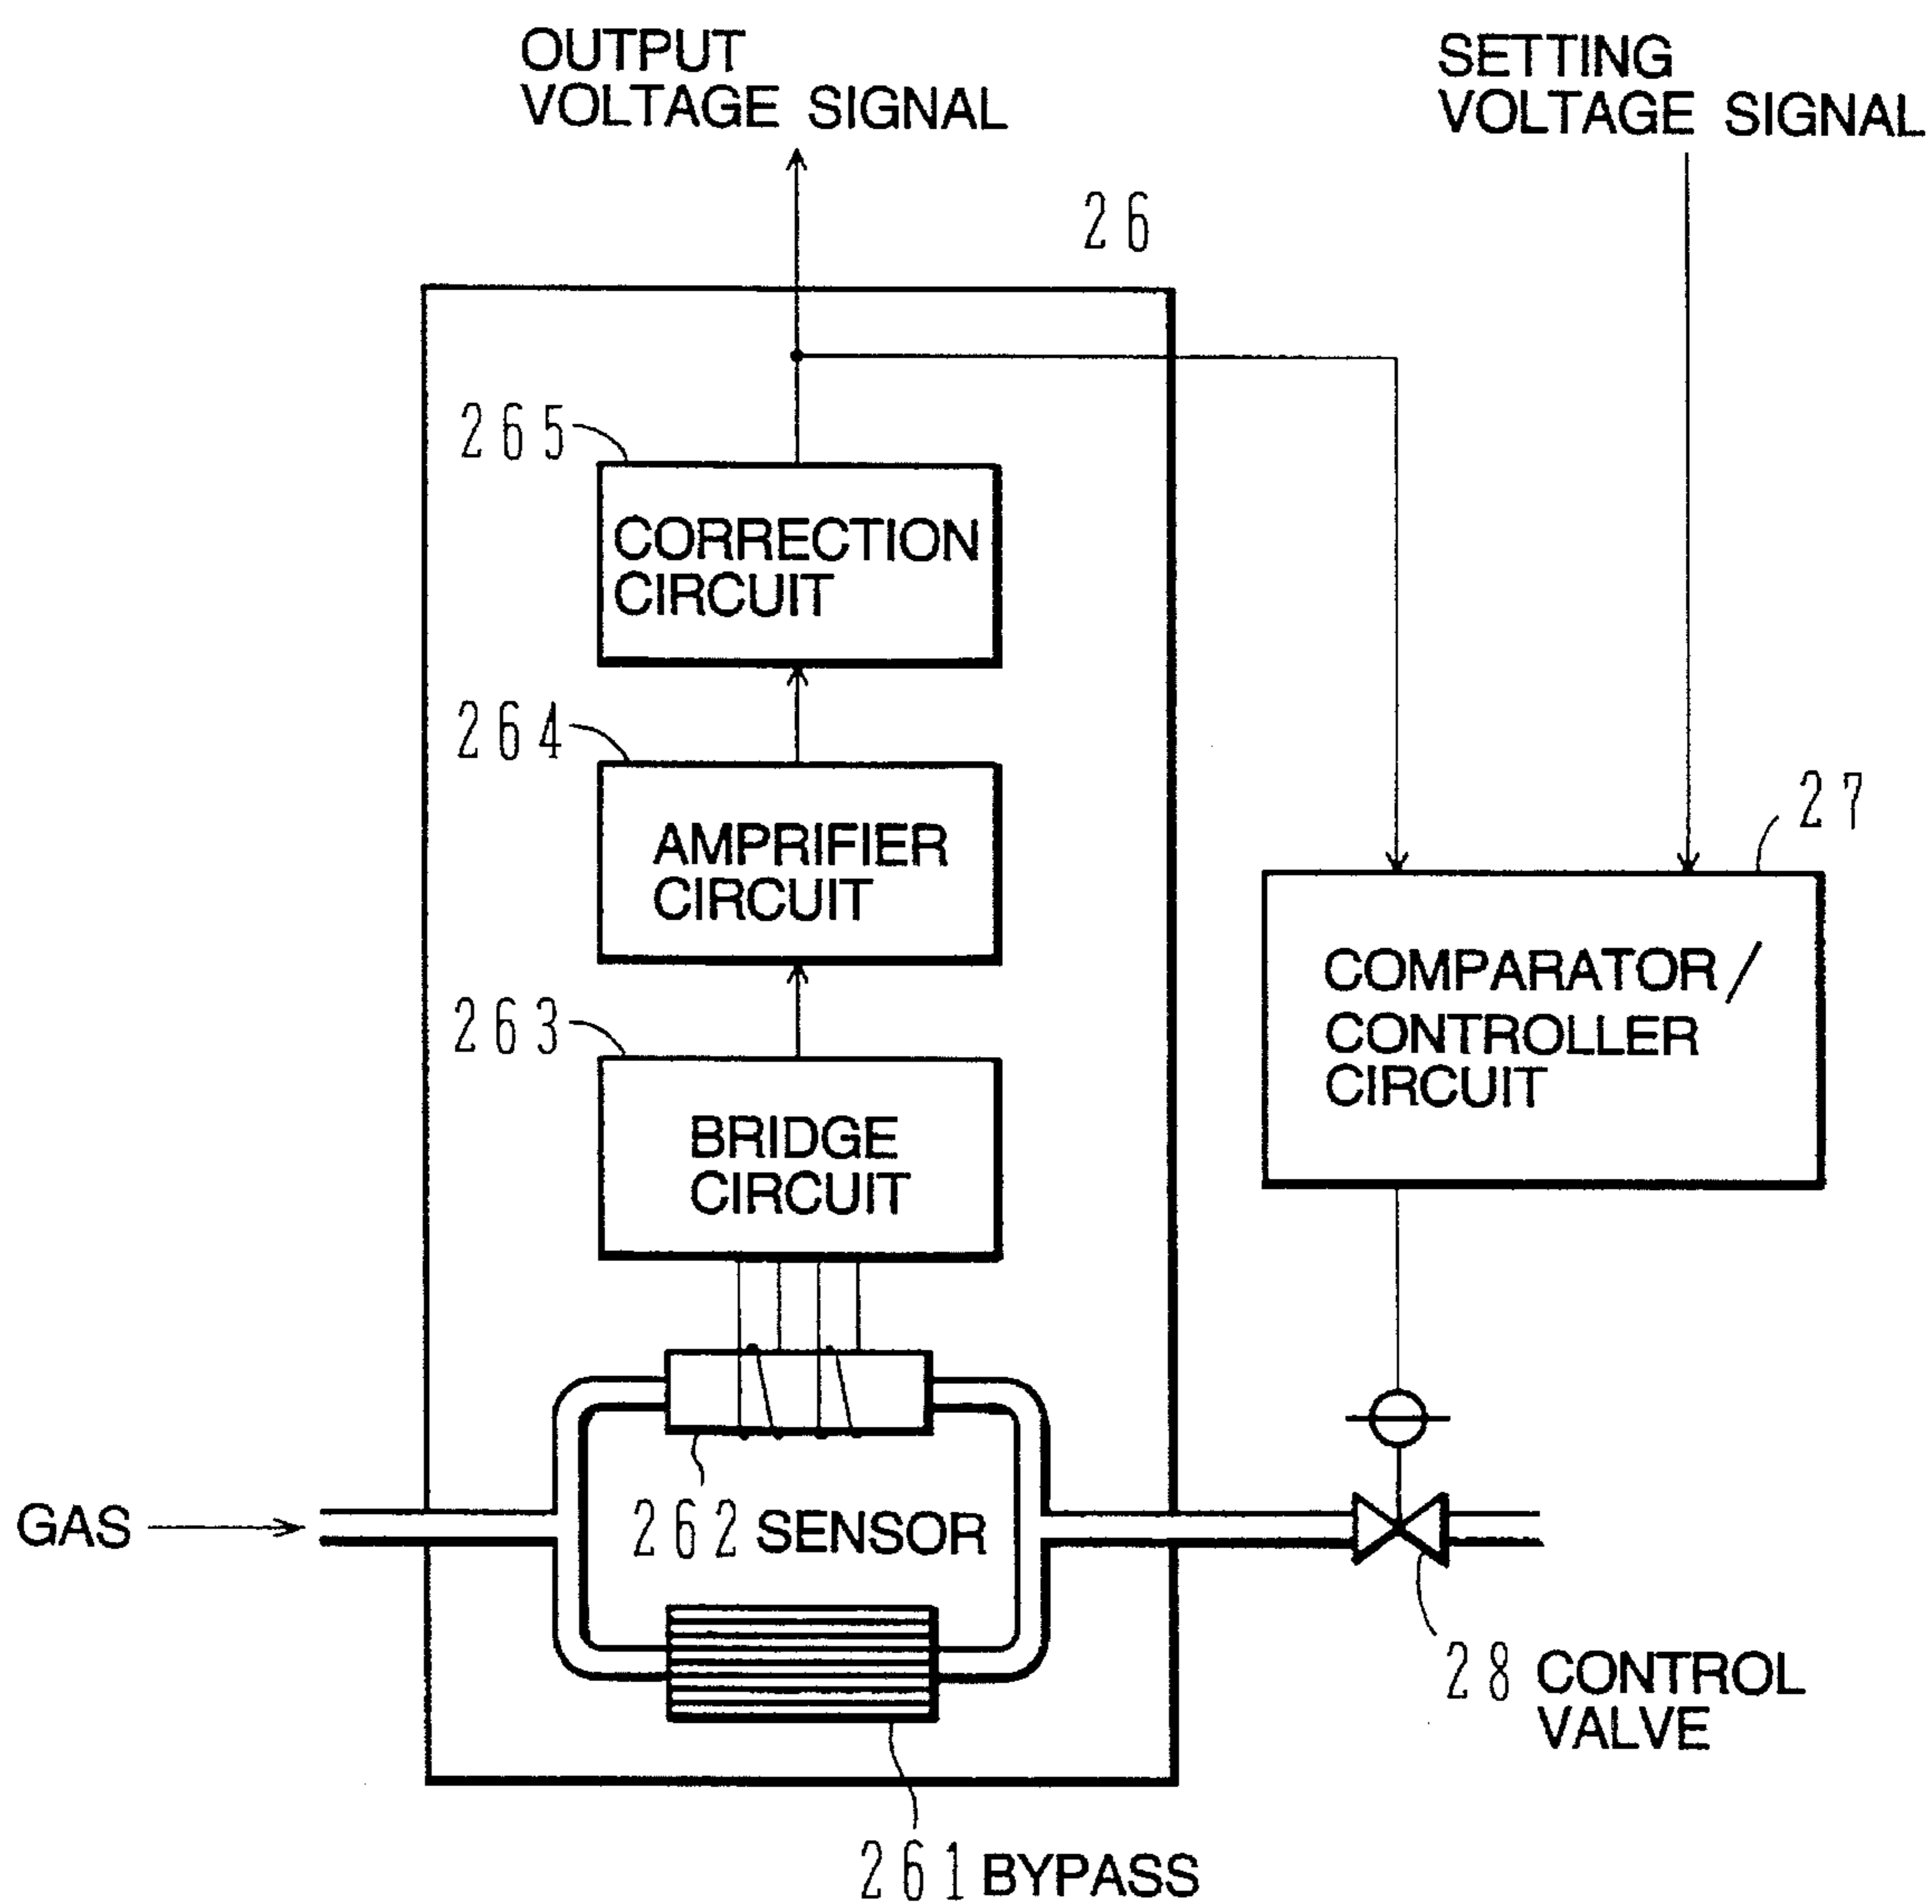 OUTPUT
VOLTAGE SIGNAL
SETTING
VOLTAGE SIGNAL
26
265
CORRECTION
CIRCUIT
264
AMPRIFIER
CIRCUIT
27
COMPARATOR/
CONTROLLER
CIRCUIT
263
BRIDGE
CIRCUIT
GAS
262 SENSOR
28 CONTROL
VALVE
261 BYPASS